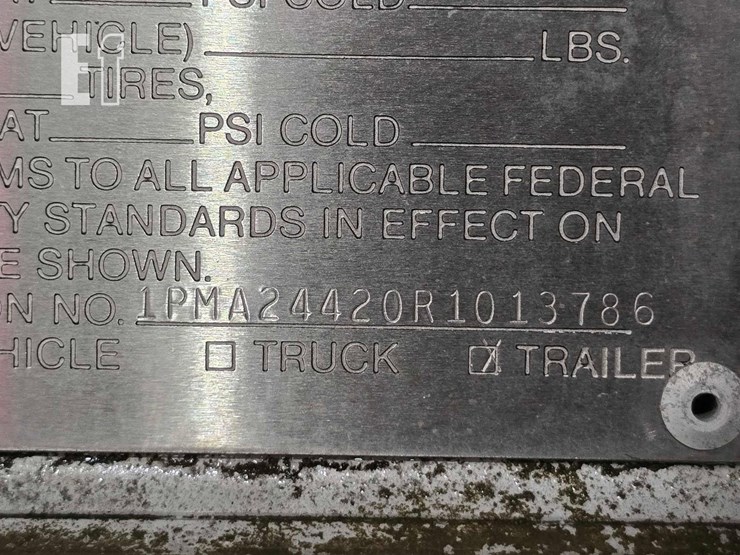 PSI COLD
VEHICLE) LBS.
TIRES,
AT PSI COLD
MS TO ALL APPLICABLE FEDERAL
Y STANDARDS IN EFFECT ON
E SHOWN.
N NO. 1PMA24420R1013786
HICLE ☐ TRUCK ☒ TRAILER